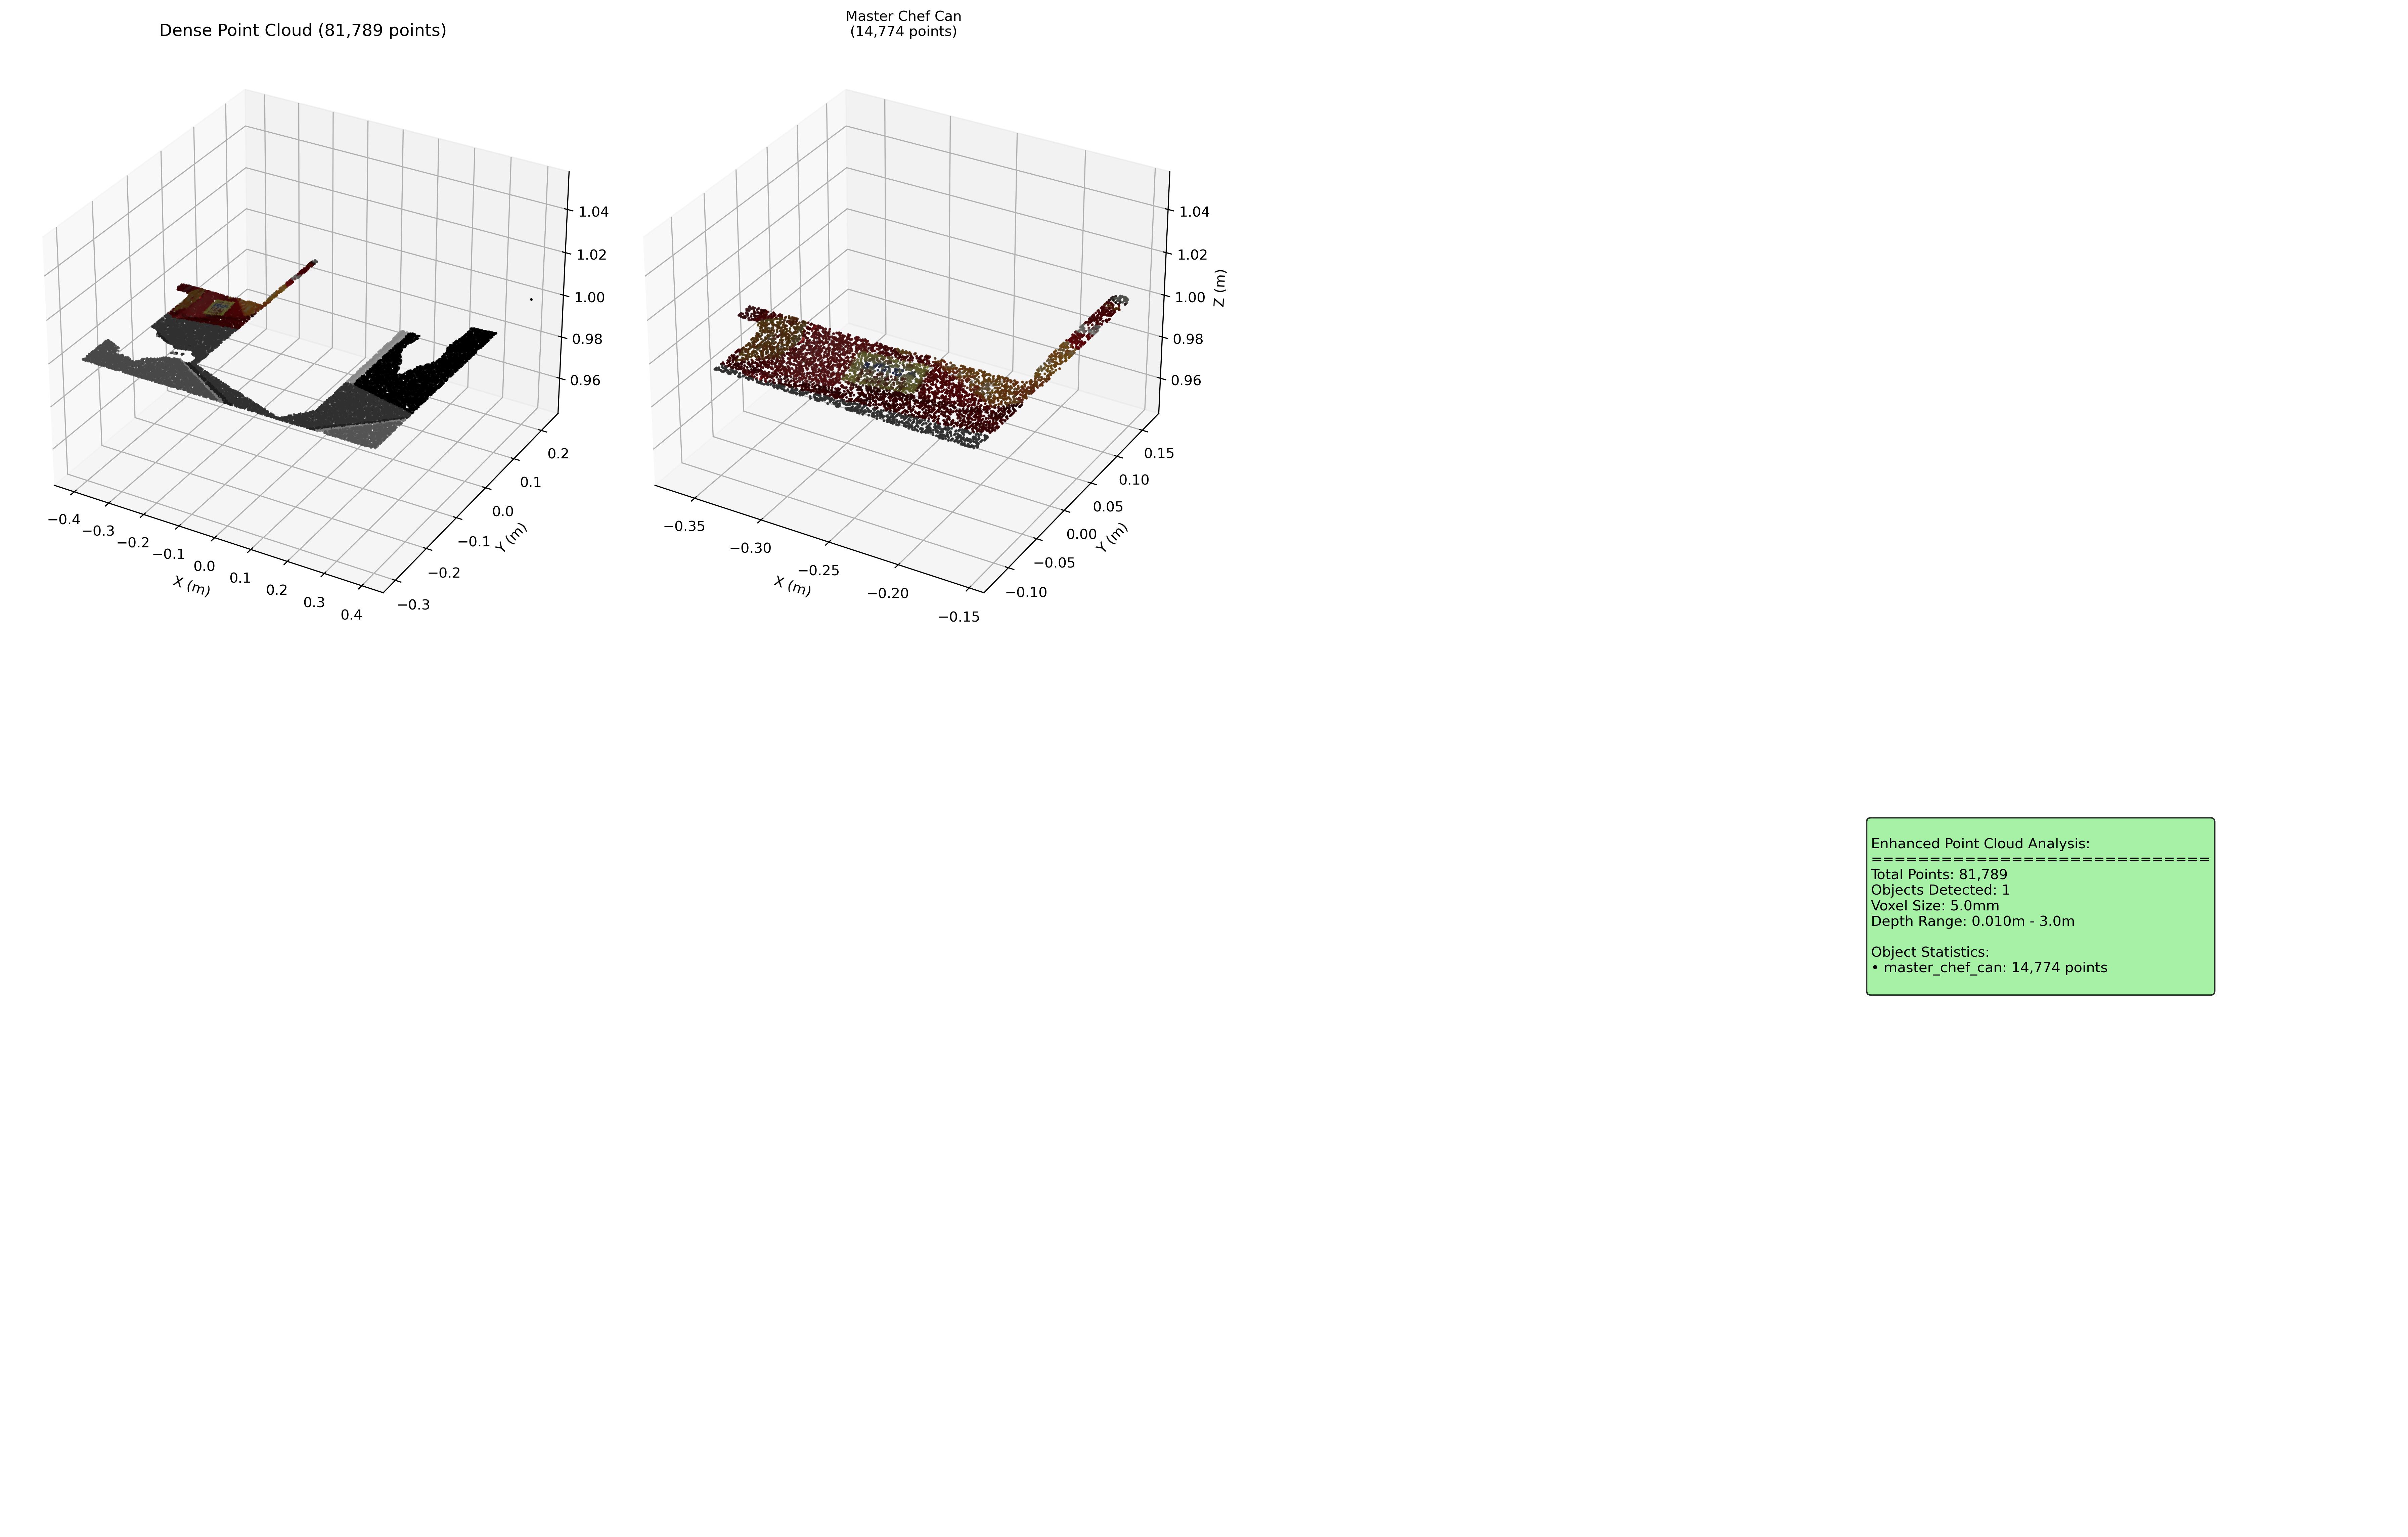 Dense Point Cloud (81,789 points)
1.04
1.02
1.00
0.98
0.96
0.2
0.1
0.0
−0.1
−0.2
−0.3
Y (m)
−0.4
−0.3
−0.2
−0.1
0.0
0.1
0.2
0.3
0.4
X (m)
Master Chef Can
(14,774 points)
1.04
1.02
1.00
0.98
0.96
Z (m)
0.15
0.10
0.05
0.00
−0.05
−0.10
Y (m)
−0.35
−0.30
−0.25
−0.20
−0.15
X (m)
Enhanced Point Cloud Analysis:
==============================
Total Points: 81,789
Objects Detected: 1
Voxel Size: 5.0mm
Depth Range: 0.010m - 3.0m
Object Statistics:
• master_chef_can: 14,774 points